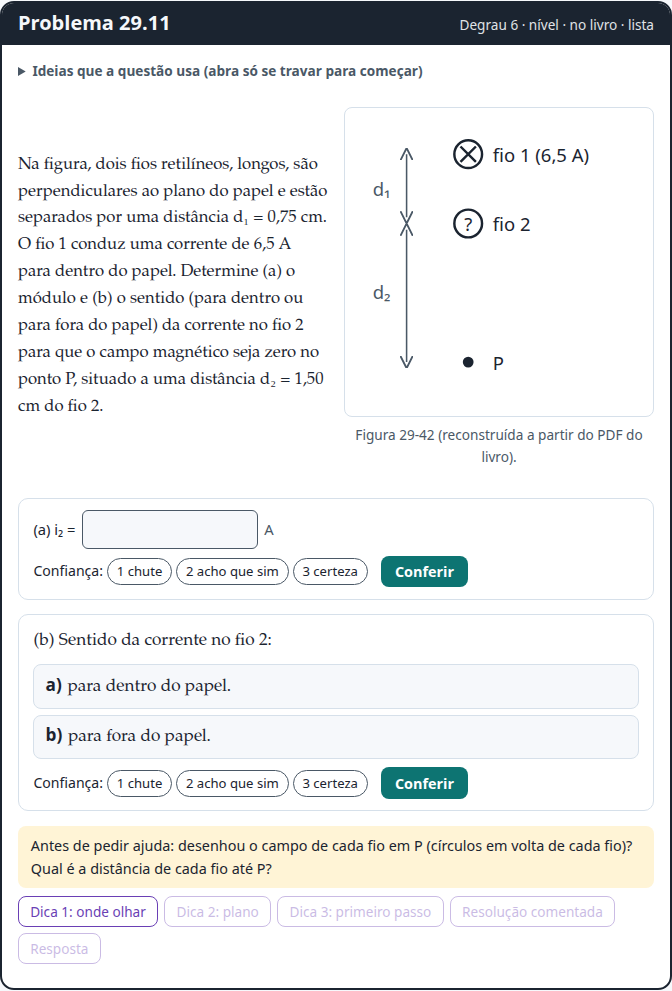 Problema 29.11
Degrau 6 · nível · no livro · lista
▶ Ideias que a questão usa (abra só se travar para começar)
Na figura, dois fios retilíneos, longos, são
perpendiculares ao plano do papel e estão
separados por uma distância d₁ = 0,75 cm.
O fio 1 conduz uma corrente de 6,5 A
para dentro do papel. Determine (a) o
módulo e (b) o sentido (para dentro ou
para fora do papel) da corrente no fio 2
para que o campo magnético seja zero no
ponto P, situado a uma distância d₂ = 1,50
cm do fio 2.
fio 1 (6,5 A)
d₁
? fio 2
d₂
P
Figura 29-42 (reconstruída a partir do PDF do
livro).
(a) i₂ = A
Confiança: 1 chute 2 acho que sim 3 certeza Conferir
(b) Sentido da corrente no fio 2:
a) para dentro do papel.
b) para fora do papel.
Confiança: 1 chute 2 acho que sim 3 certeza Conferir
Antes de pedir ajuda: desenhou o campo de cada fio em P (círculos em volta de cada fio)?
Qual é a distância de cada fio até P?
Dica 1: onde olhar Dica 2: plano Dica 3: primeiro passo Resolução comentada
Resposta